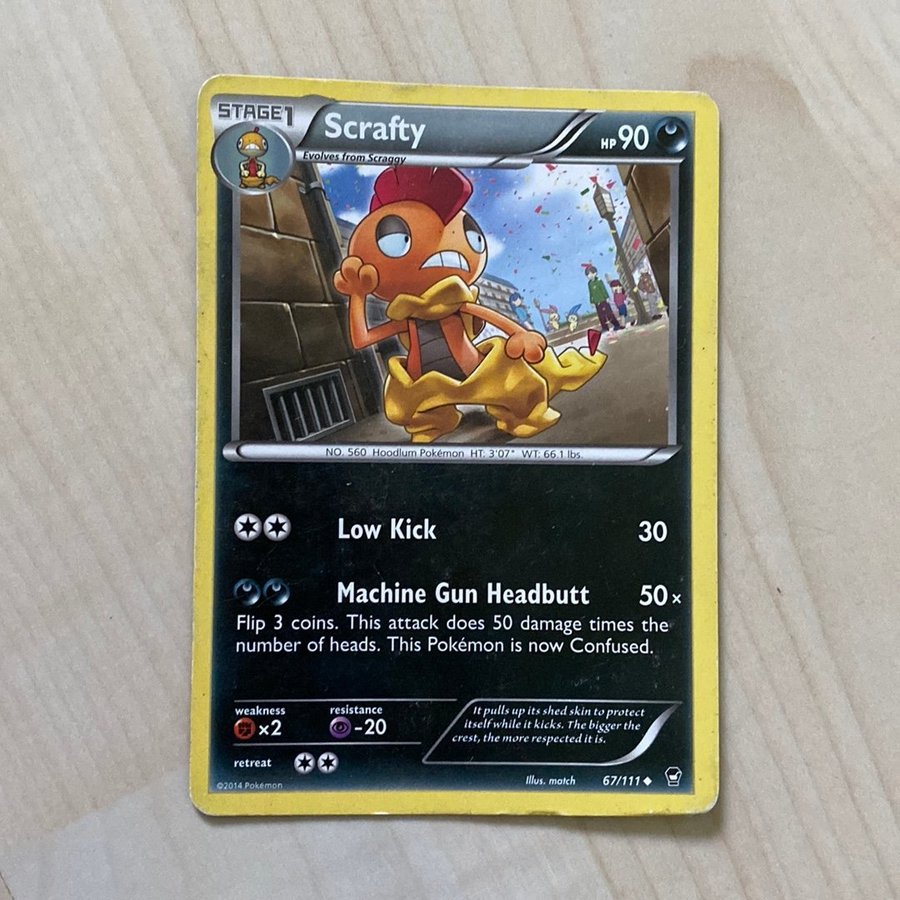 STAGE1
Scrafty
HP90
Evolves from Scraggy
NO. 560 Hoodlum Pokémon HT: 3'07" WT: 66.1 lbs.
Low Kick 30
Machine Gun Headbutt 50×
Flip 3 coins. This attack does 50 damage times the
number of heads. This Pokémon is now Confused.
weakness
×2
resistance
-20
It pulls up its shed skin to protect
itself while it kicks. The bigger the
crest, the more respected it is.
retreat
©2014 Pokémon
Illus. match
67/111